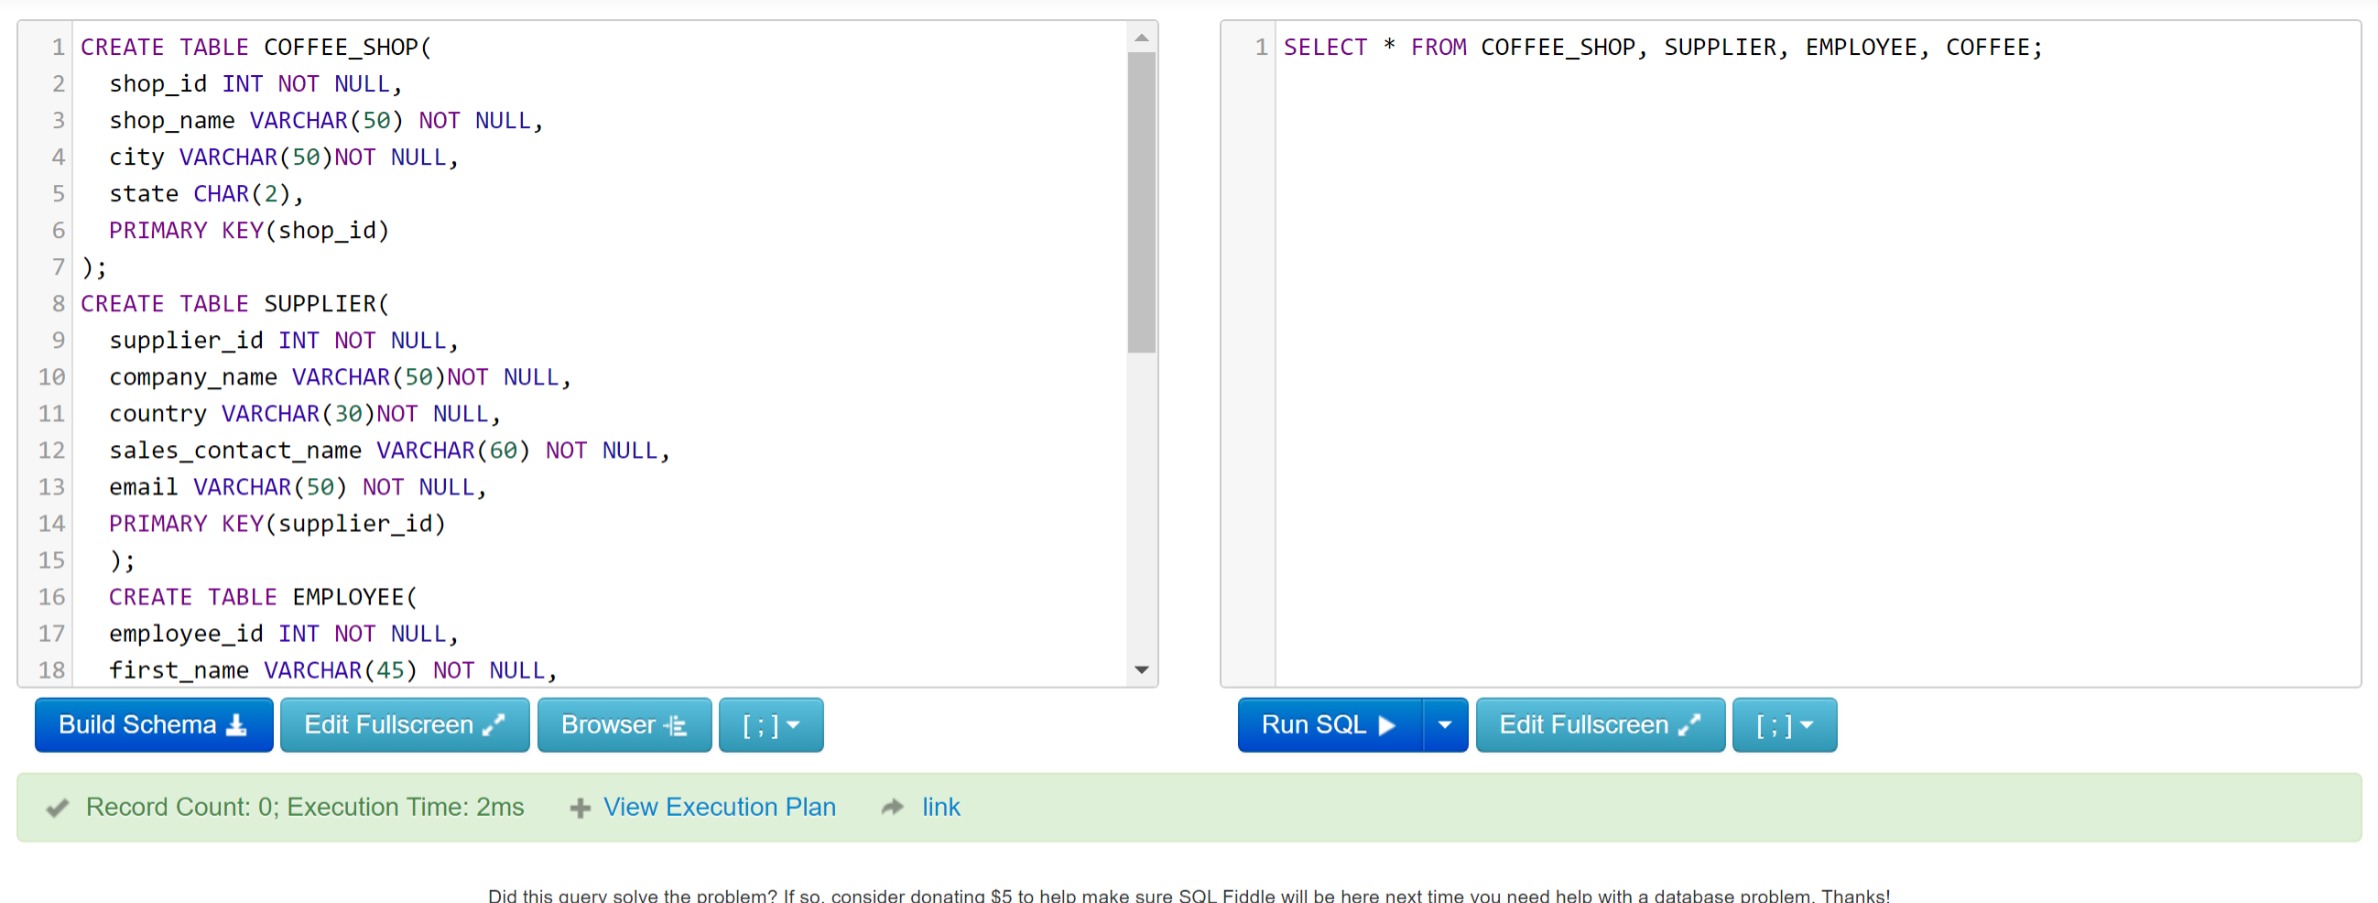 1 CREATE TABLE COFFEE_SHOP(
2 shop_id INT NOT NULL,
3 shop_name VARCHAR(50) NOT NULL,
4 city VARCHAR(50)NOT NULL,
5 state CHAR(2),
6 PRIMARY KEY(shop_id)
7 );
8 CREATE TABLE SUPPLIER(
9 supplier_id INT NOT NULL,
10 company_name VARCHAR(50)NOT NULL,
11 country VARCHAR(30)NOT NULL,
12 sales_contact_name VARCHAR(60) NOT NULL,
13 email VARCHAR(50) NOT NULL,
14 PRIMARY KEY(supplier_id)
15 );
16 CREATE TABLE EMPLOYEE(
17 employee_id INT NOT NULL,
18 first_name VARCHAR(45) NOT NULL,
1 SELECT * FROM COFFEE_SHOP, SUPPLIER, EMPLOYEE, COFFEE;
Build Schema Edit Fullscreen Browser [ ; ]
Run SQL Edit Fullscreen [ ; ]
Record Count: 0; Execution Time: 2ms View Execution Plan link
Did this query solve the problem? If so, consider donating $5 to help make sure SQL Fiddle will be here next time you need help with a database problem. Thanks!